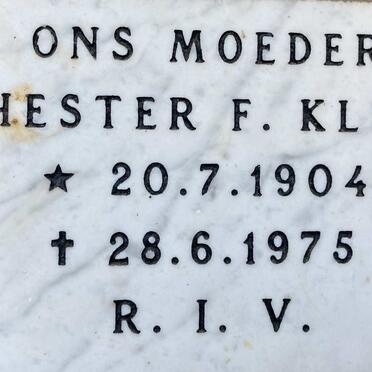 ONS MOEDER
HESTER F. KL
★ 20.7.1904
✝ 28.6.1975
R. I. V.